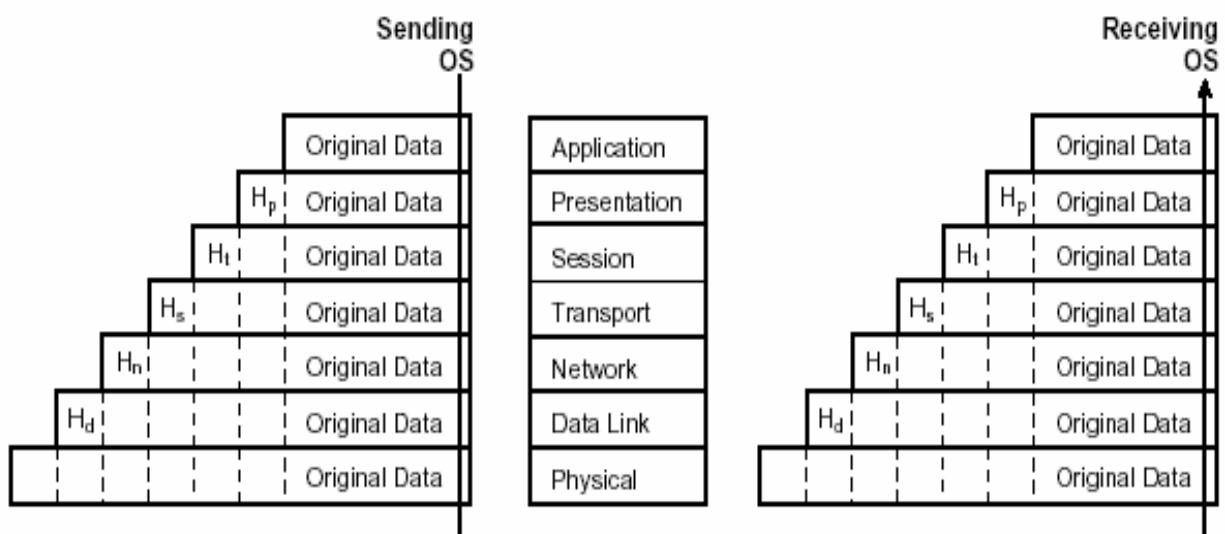 Sending
OS
Receiving
OS
Original Data
Application
Original Data
Hp
Original Data
Presentation
Hp
Original Data
Ht
Original Data
Session
Ht
Original Data
Hs
Original Data
Transport
Hs
Original Data
Hn
Original Data
Network
Hn
Original Data
Hd
Original Data
Data Link
Hd
Original Data
Original Data
Physical
Original Data